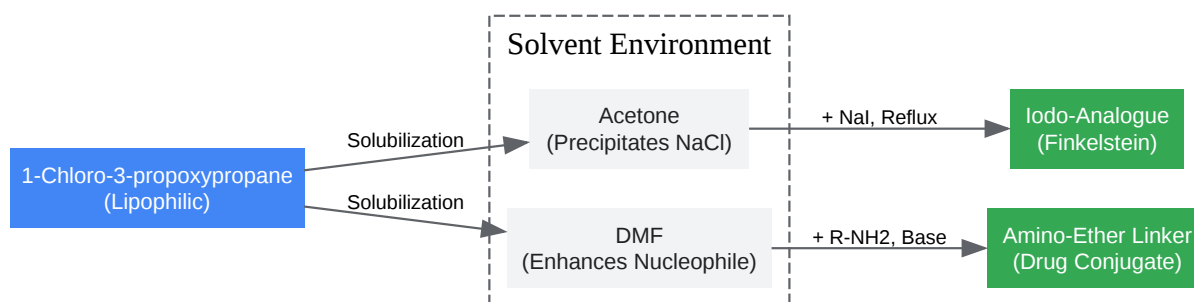 Solvent Environment
1-Chloro-3-propoxypropane
(Lipophilic)
Solubilization
Solubilization
Acetone
(Precipitates NaCl)
+ NaI, Reflux
Iodo-Analogue
(Finkelstein)
DMF
(Enhances Nucleophile)
+ R-NH2, Base
Amino-Ether Linker
(Drug Conjugate)